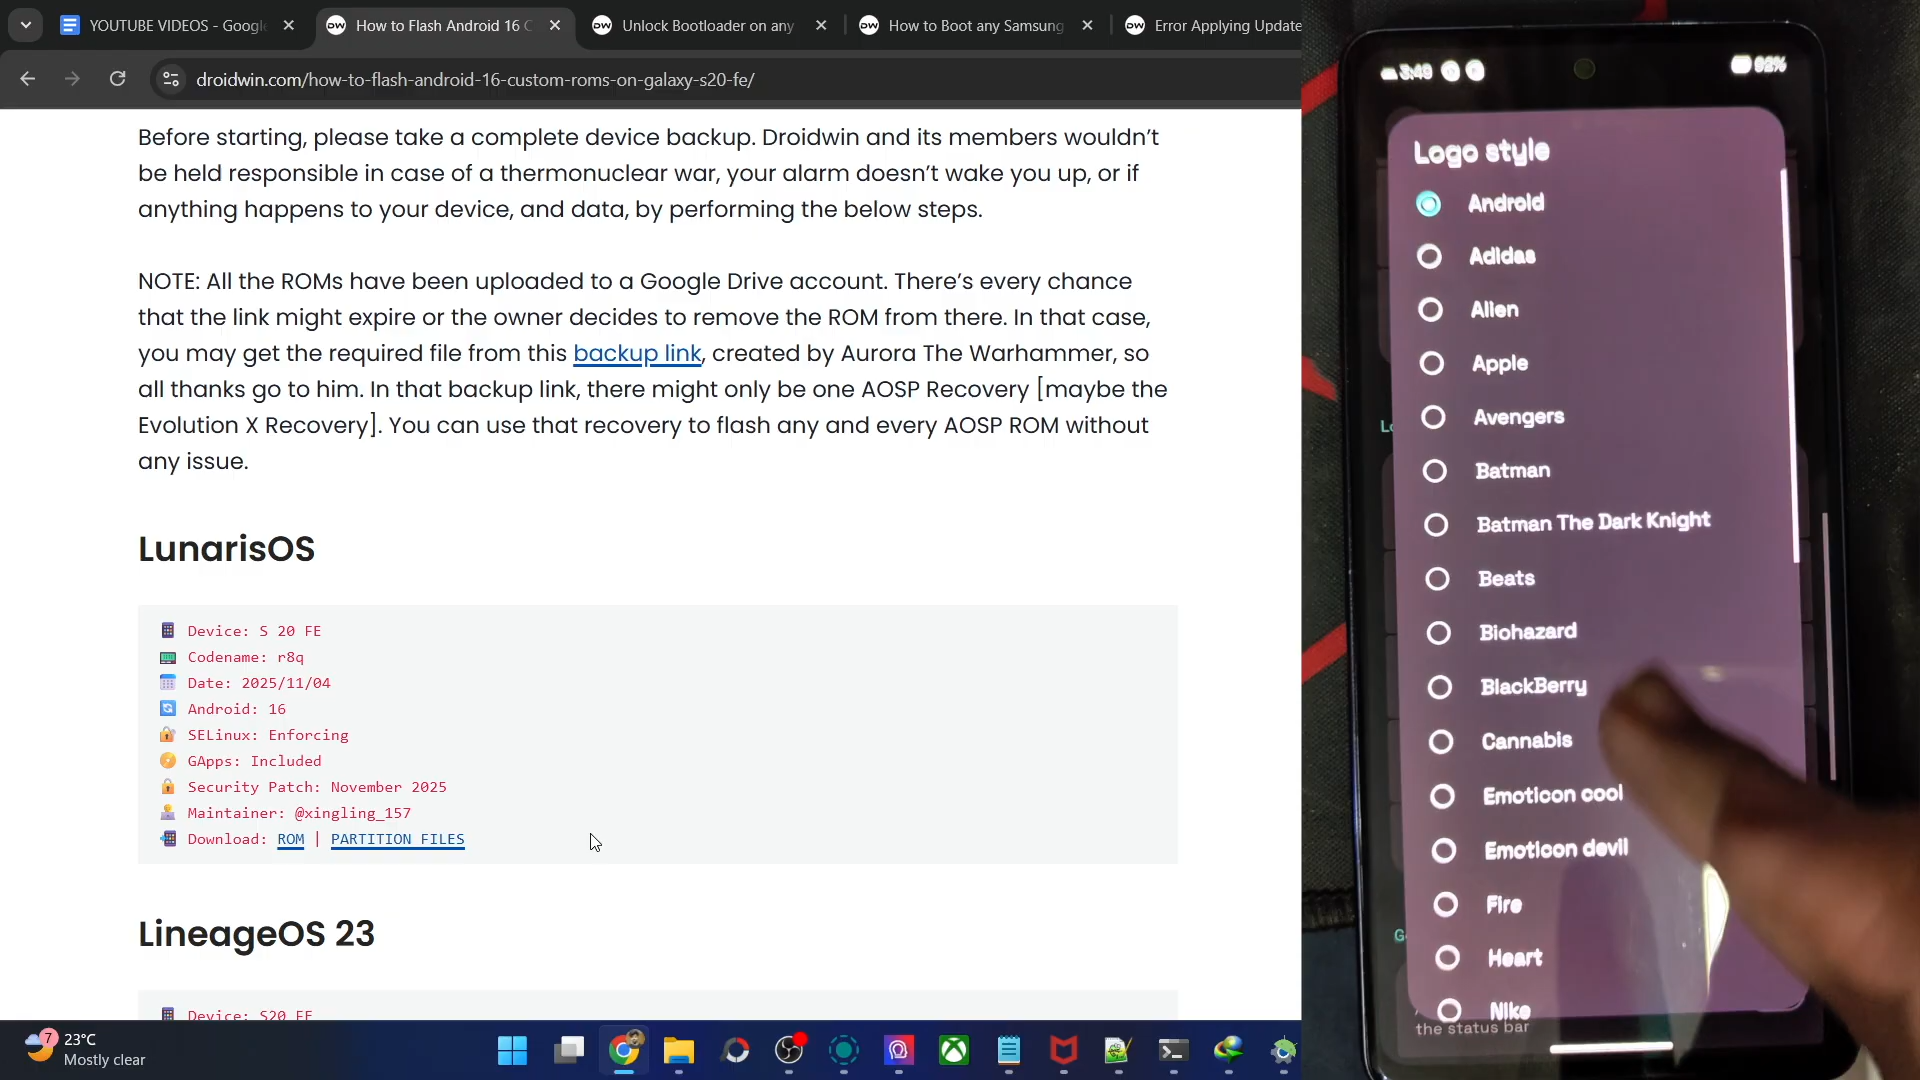 YOUTUBE VIDEOS - Google
How to Flash Android 16 C
Unlock Bootloader on any
How to Boot any Samsung
Error Applying Update
droidwin.com/how-to-flash-android-16-custom-roms-on-galaxy-s20-fe/
Before starting, please take a complete device backup. Droidwin and its members wouldn’t
be held responsible in case of a thermonuclear war, your alarm doesn’t wake you up, or if
anything happens to your device, and data, by performing the below steps.
NOTE: All the ROMs have been uploaded to a Google Drive account. There’s every chance
that the link might expire or the owner decides to remove the ROM from there. In that case,
you may get the required file from this backup link, created by Aurora The Warhammer, so
all thanks go to him. In that backup link, there might only be one AOSP Recovery [maybe the
Evolution X Recovery]. You can use that recovery to flash any and every AOSP ROM without
any issue.
LunarisOS
Device: S 20 FE
Codename: r8q
Date: 2025/11/04
Android: 16
SELinux: Enforcing
GApps: Included
Security Patch: November 2025
Maintainer: @xingling_157
Download: ROM | PARTITION FILES
LineageOS 23
Device: S20 FE
7
23°C
Mostly clear
3:49
92%
Logo style
Android
Adidas
Alien
Apple
Avengers
Batman
Batman The Dark Knight
Beats
Biohazard
BlackBerry
Cannabis
Emoticon cool
Emoticon devil
Fire
Heart
Nike
the status bar